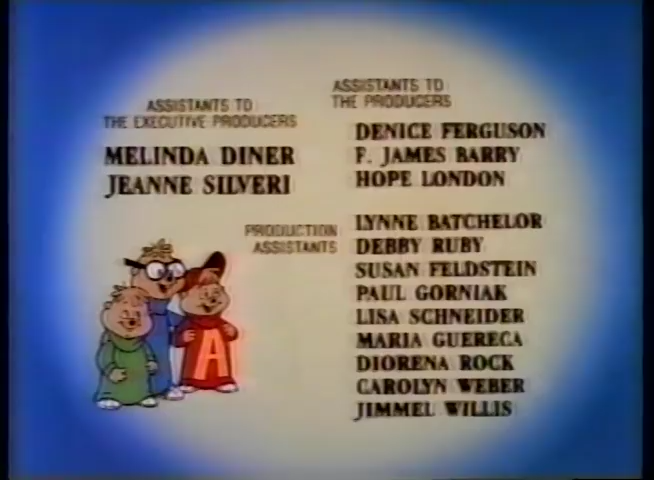 ASSISTANTS TO
THE EXECUTIVE PRODUCERS
MELINDA DINER
JEANNE SILVERI
ASSISTANTS TO
THE PRODUCERS
DENICE FERGUSON
F. JAMES BARRY
HOPE LONDON
PRODUCTION
ASSISTANTS
LYNNE BATCHELOR
DEBBY RUBY
SUSAN FELDSTEIN
PAUL GORNIAK
LISA SCHNEIDER
MARIA GUERECA
DIORENA ROCK
CAROLYN WEBER
JIMMEL WILLIS
A